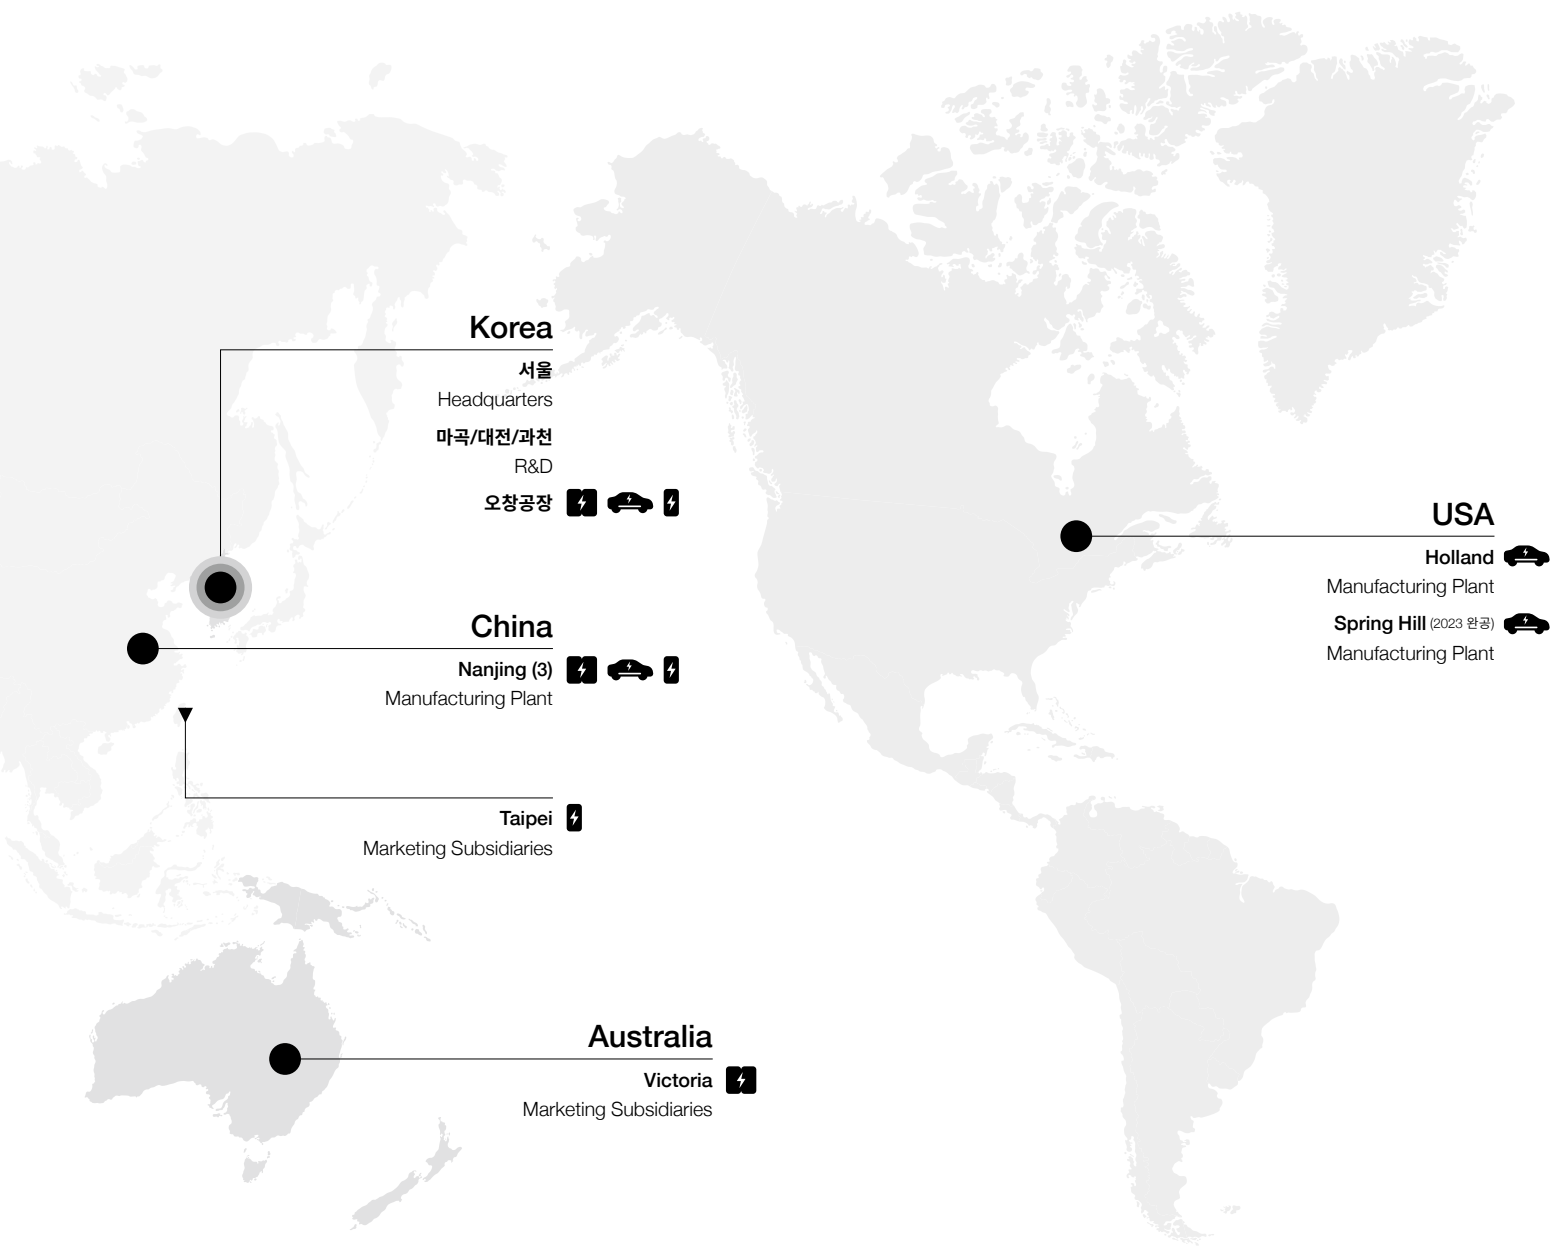 Korea
서울
Headquarters
마곡/대전/과천
R&D
오창공장
China
Nanjing (3)
Manufacturing Plant
Taipei
Marketing Subsidiaries
Australia
Victoria
Marketing Subsidiaries
USA
Holland
Manufacturing Plant
Spring Hill (2023 완공)
Manufacturing Plant